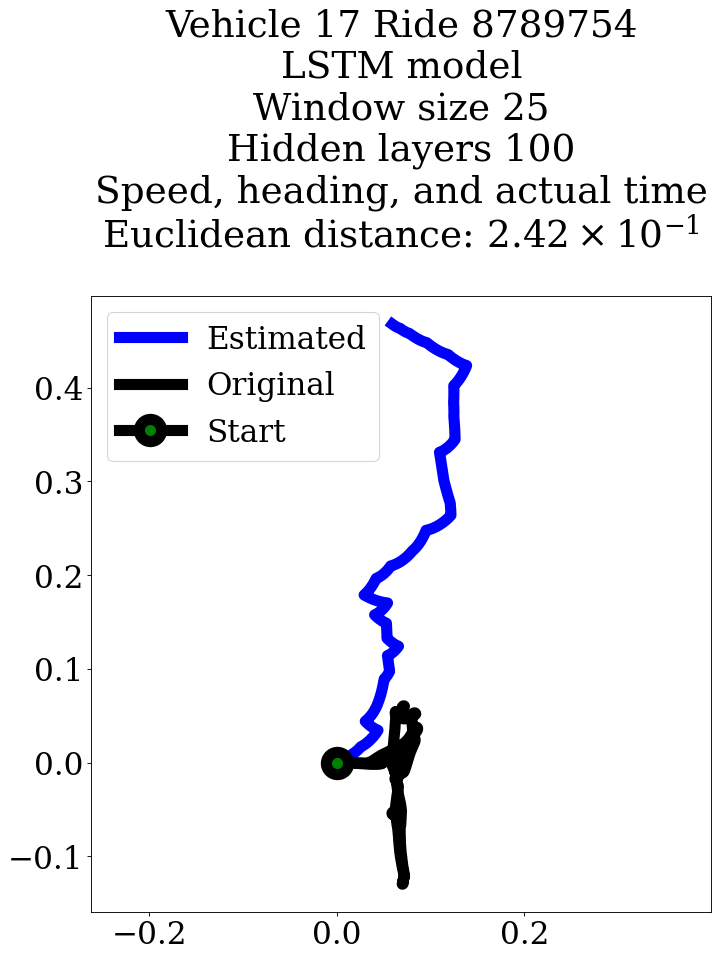 Vehicle 17 Ride 8789754
LSTM model
Window size 25
Hidden layers 100
Speed, heading, and actual time
Euclidean distance: 2.42 × 10⁻¹
Estimated
Original
Start
0.4
0.3
0.2
0.1
0.0
−0.1
−0.2
0.0
0.2